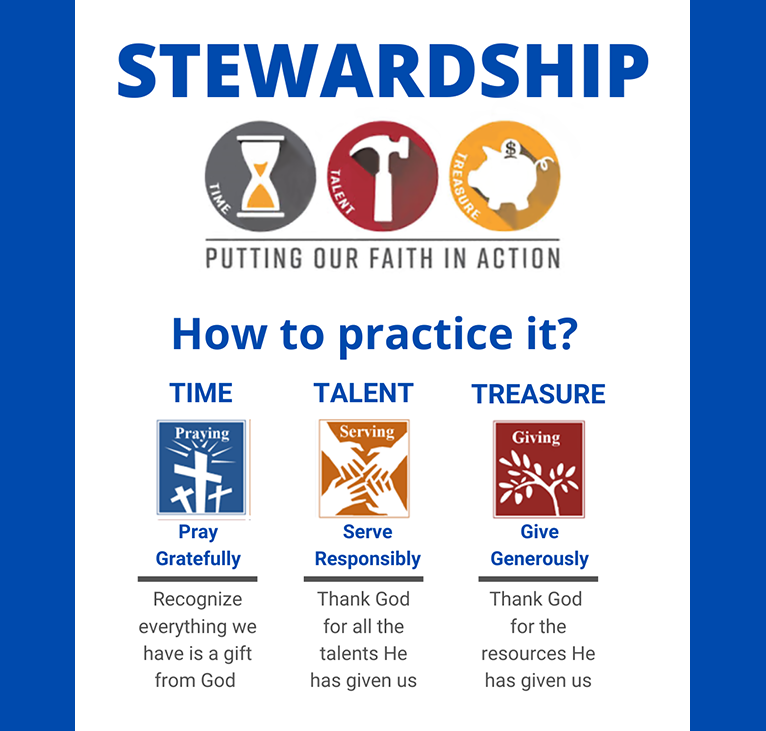 STEWARDSHIP
TIME
TALENT
TREASURE
$
PUTTING OUR FAITH IN ACTION
How to practice it?
TIME
TALENT
TREASURE
Praying
Serving
Giving
Pray
Gratefully
Serve
Responsibly
Give
Generously
Recognize
everything we
have is a gift
from God
Thank God
for all the
talents He
has given us
Thank God
for the
resources He
has given us